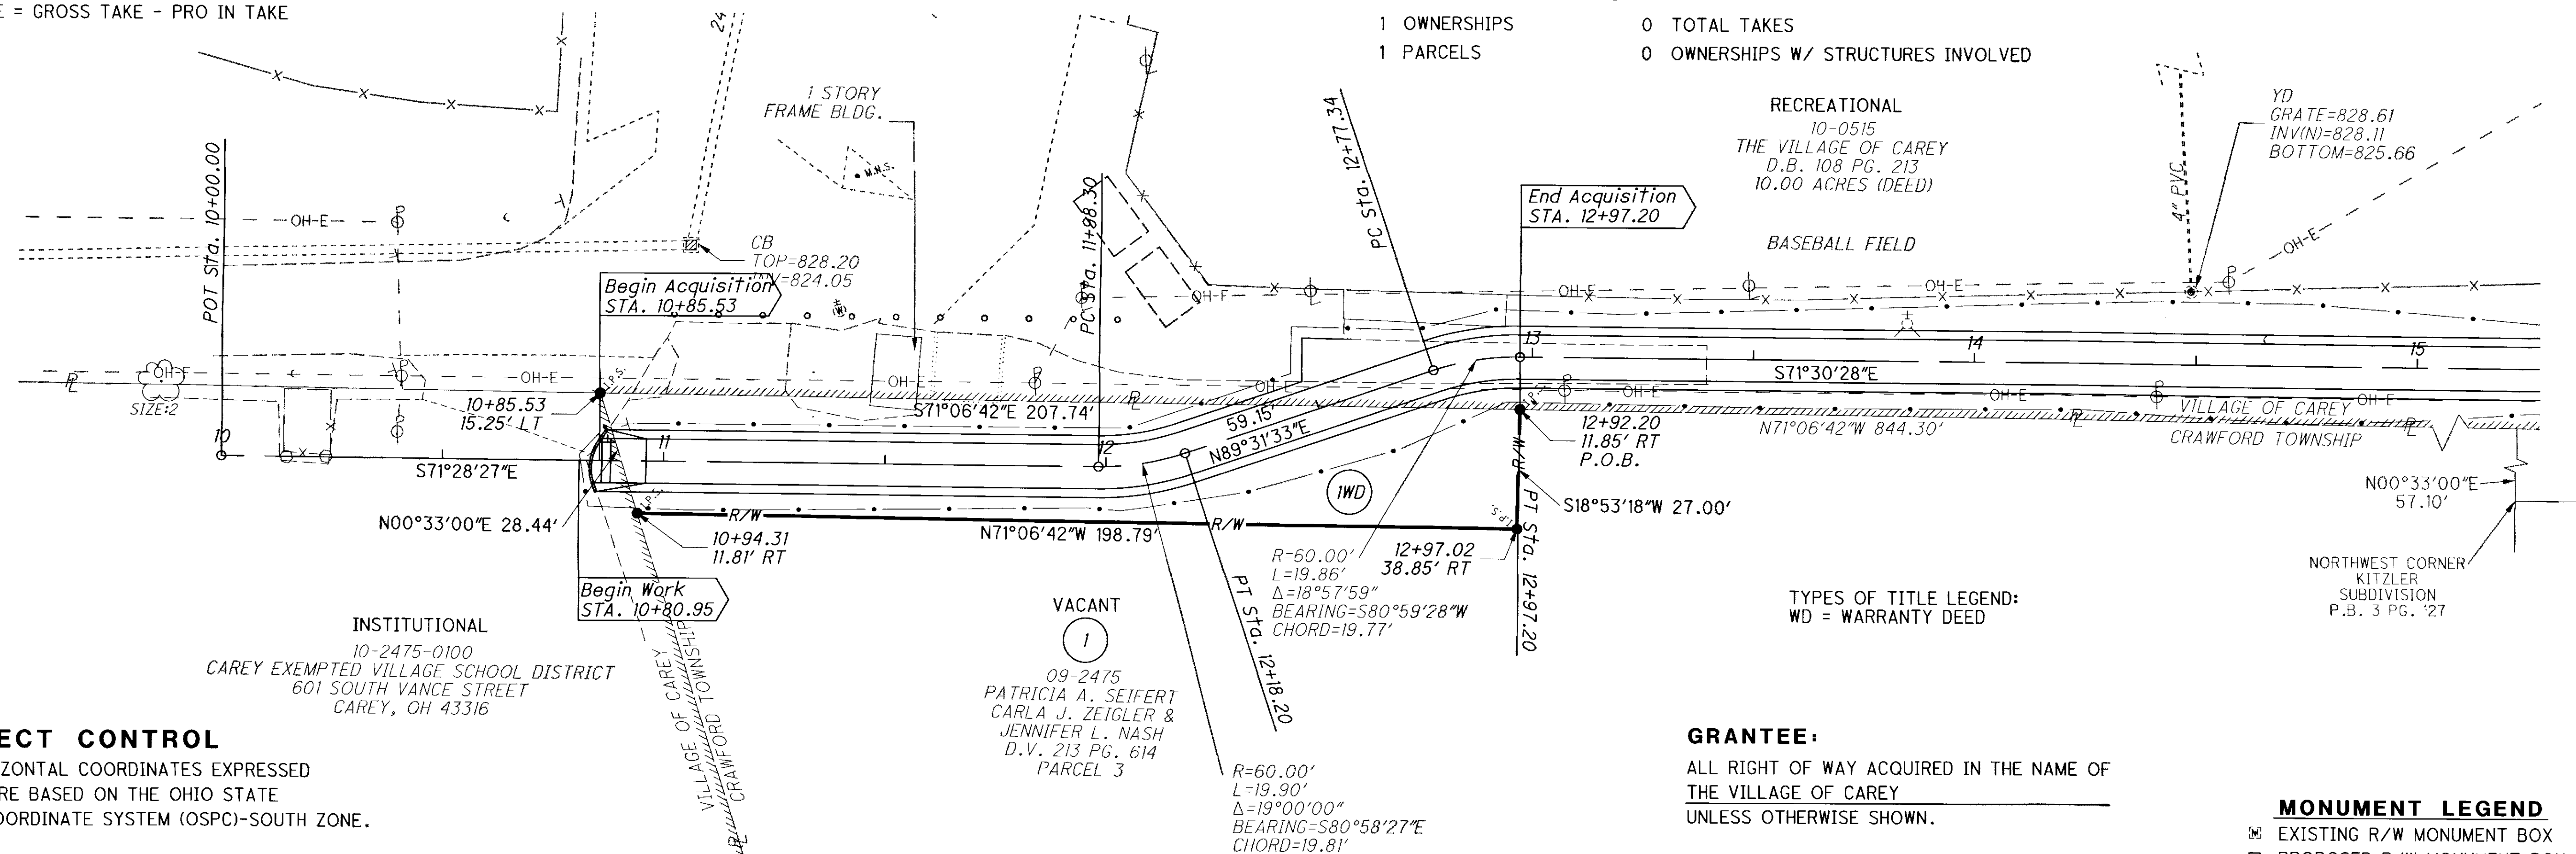 E = GROSS TAKE - PRO IN TAKE
1 OWNERSHIPS
1 PARCELS
0 TOTAL TAKES
0 OWNERSHIPS W/ STRUCTURES INVOLVED
24
1 STORY
FRAME BLDG.
M.N.S.
RECREATIONAL
10-0515
THE VILLAGE OF CAREY
D.B. 108 PG. 213
10.00 ACRES (DEED)
BASEBALL FIELD
YD
GRATE=828.61
INV(N)=828.11
BOTTOM=825.66
4" PVC
POT Sta. 10+00.00
PC Sta. 11+88.30
PC Sta. 12+77.34
End Acquisition
STA. 12+97.20
OH-E
CB
TOP=828.20
INV=824.05
Begin Acquisition
STA. 10+85.53
(W)
OH-E
OH-E
OH-E
OH-E
OH-E
SIZE:2
OH-E
OH-E
OH-E
OH-E
OH-E
OH-E
OH-E
I.P.S.
10+85.53
15.25' LT
S71°06'42"E 207.74'
59.15'
N89°31'33"E
13
14
15
S71°30'28"E
I.P.S.
12+92.20
11.85' RT
P.O.B.
N71°06'42"W 844.30'
VILLAGE OF CAREY
CRAWFORD TOWNSHIP
10
11
12
S71°28'27"E
N00°33'00"E 28.44'
I.P.S.
R/W
R/W
R/W
10+94.31
11.81' RT
N71°06'42"W 198.79'
1WD
I.P.S.
S18°53'18"W 27.00'
12+97.02
38.85' RT
PT Sta. 12+97.20
PT Sta. 12+18.20
R=60.00'
L=19.86'
Δ=18°57'59"
BEARING=S80°59'28"W
CHORD=19.77'
N00°33'00"E
57.10'
NORTHWEST CORNER
KITZLER
SUBDIVISION
P.B. 3 PG. 127
Begin Work
STA. 10+80.95
INSTITUTIONAL
10-2475-0100
CAREY EXEMPTED VILLAGE SCHOOL DISTRICT
601 SOUTH VANCE STREET
CAREY, OH 43316
VILLAGE OF CAREY
CRAWFORD TOWNSHIP
VACANT
1
09-2475
PATRICIA A. SEIFERT
CARLA J. ZEIGLER &
JENNIFER L. NASH
D.V. 213 PG. 614
PARCEL 3
R=60.00'
L=19.90'
Δ=19°00'00"
BEARING=S80°58'27"E
CHORD=19.81'
TYPES OF TITLE LEGEND:
WD = WARRANTY DEED
ECT CONTROL
ZONTAL COORDINATES EXPRESSED
RE BASED ON THE OHIO STATE
OORDINATE SYSTEM (OSPC)-SOUTH ZONE.
GRANTEE:
ALL RIGHT OF WAY ACQUIRED IN THE NAME OF
THE VILLAGE OF CAREY
UNLESS OTHERWISE SHOWN.
MONUMENT LEGEND
EXISTING R/W MONUMENT BOX